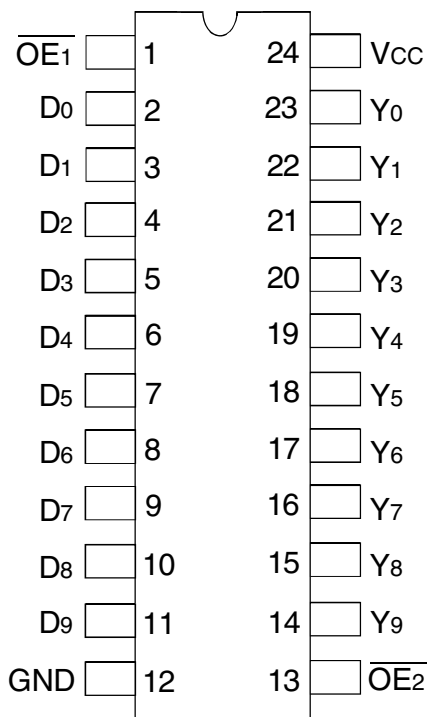 OE1 1 24 VCC
D0 2 23 Y0
D1 3 22 Y1
D2 4 21 Y2
D3 5 20 Y3
D4 6 19 Y4
D5 7 18 Y5
D6 8 17 Y6
D7 9 16 Y7
D8 10 15 Y8
D9 11 14 Y9
GND 12 13 OE2